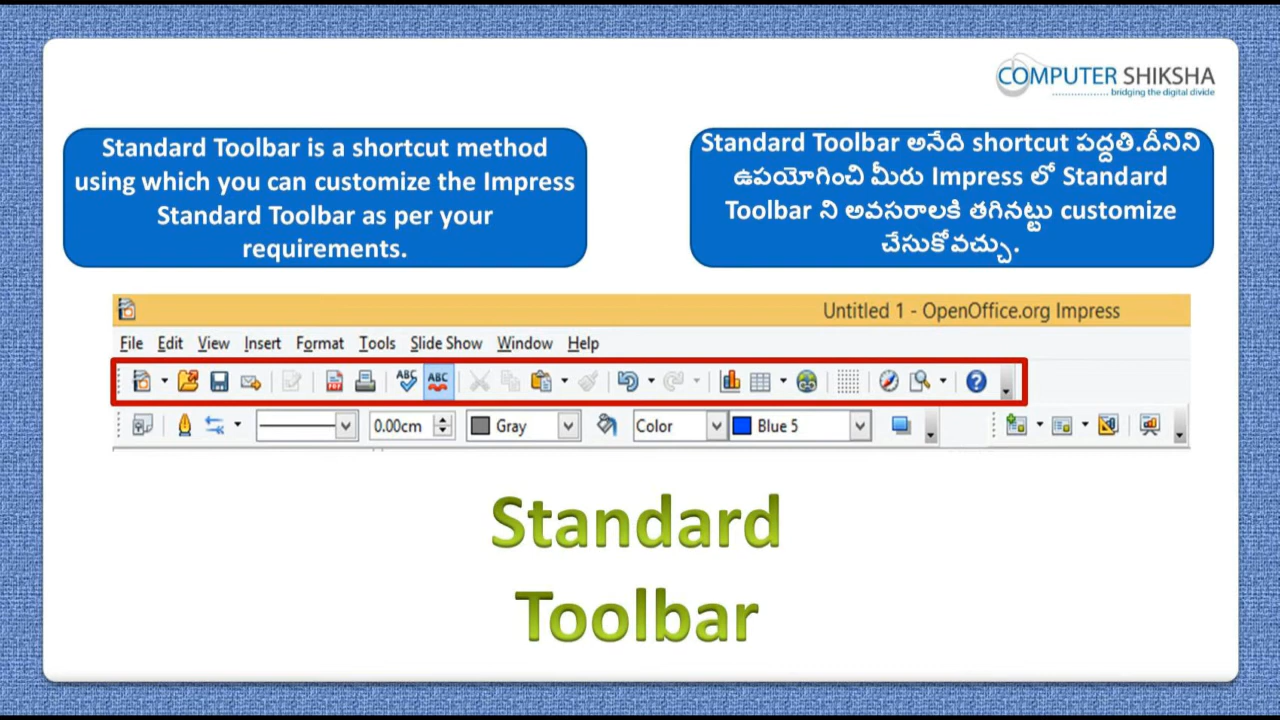 COMPUTER SHIKSHA
bridging the digital divide
Standard Toolbar is a shortcut method
using which you can customize the Impress
Standard Toolbar as per your
requirements.
Standard Toolbar అనేది shortcut పద్దతి.దీనిని
ఉపయోగించి మీరు Impress లో Standard
Toolbar ని అవసరాలకి తగినట్టు customize
చేసుకోవచ్చు.
Untitled 1 - OpenOffice.org Impress
File Edit View Insert Format Tools Slide Show Window Help
PDF ABC ABC
0.00cm Gray Color Blue 5
Standard
Toolbar